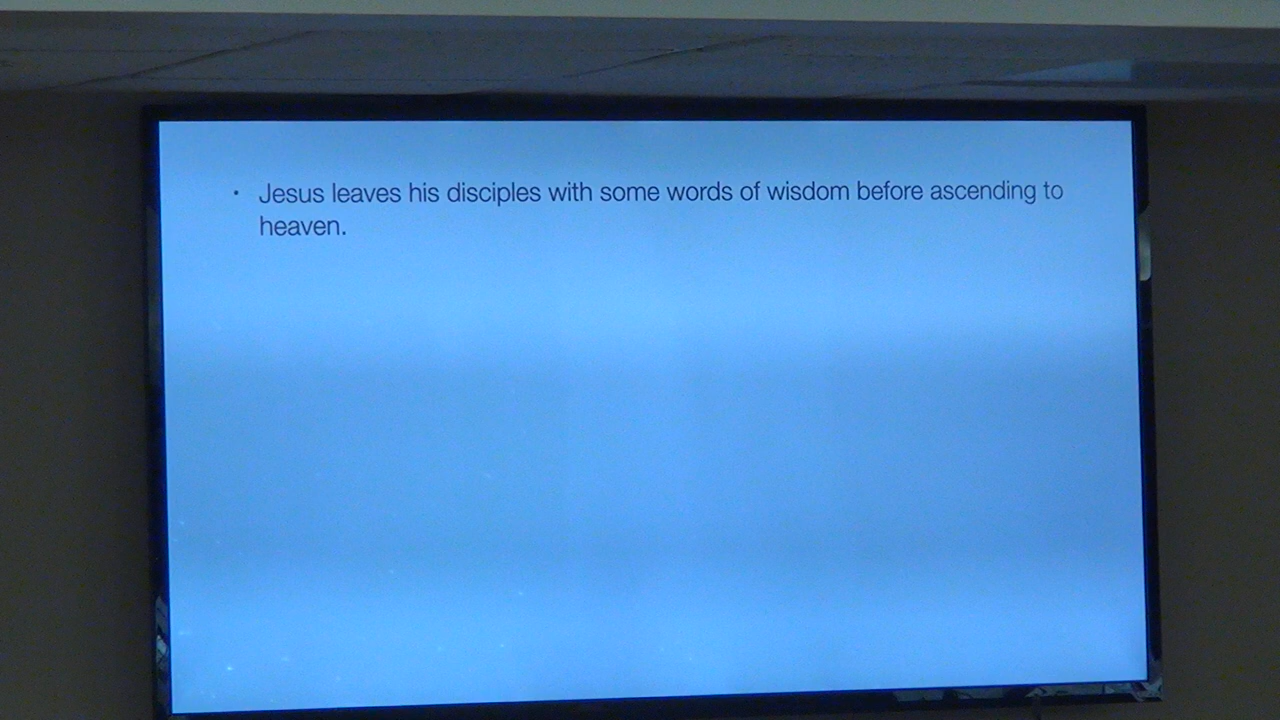 • Jesus leaves his disciples with some words of wisdom before ascending to
heaven.